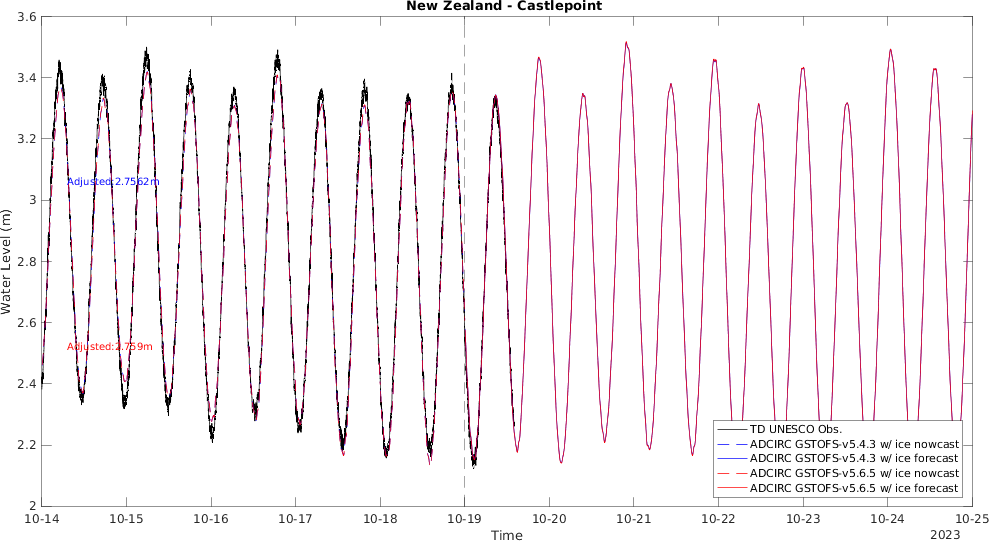 New Zealand - Castlepoint
3.6
3.4
3.2
3
2.8
2.6
2.4
2.2
2
Water Level (m)
Adjusted:2.7562m
Adjusted:2.759m
TD UNESCO Obs.
ADCIRC GSTOFS-v5.4.3 w/ ice nowcast
ADCIRC GSTOFS-v5.4.3 w/ ice forecast
ADCIRC GSTOFS-v5.6.5 w/ ice nowcast
ADCIRC GSTOFS-v5.6.5 w/ ice forecast
10-14 10-15 10-16 10-17 10-18 10-19 10-20 10-21 10-22 10-23 10-24 10-25
Time
2023